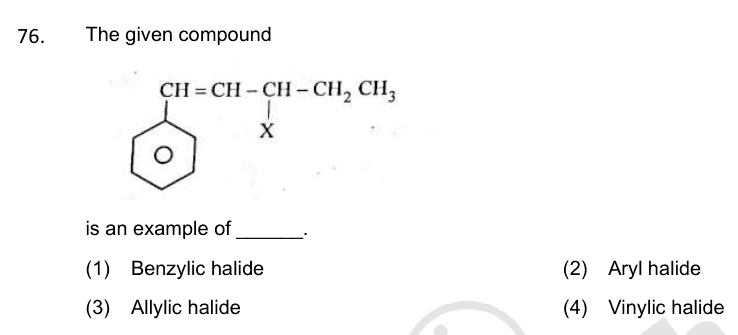 76. The given compound
CH = CH – CH – CH₂ CH₃
X
is an example of ______.
(1) Benzylic halide (2) Aryl halide
(3) Allylic halide (4) Vinylic halide